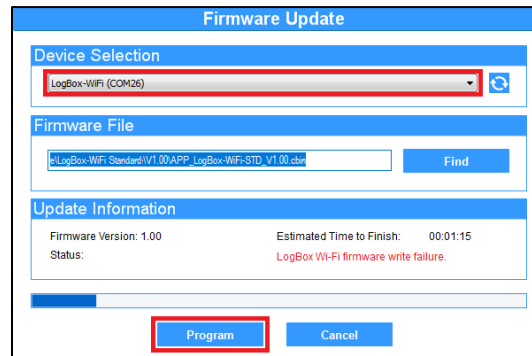 Firmware Update
Device Selection
LogBox-WiFi (COM26)
Firmware File
e\LogBox-WiFi Standard\V1.00\APP_LogBox-WiFi-STD_V1.00.cbin
Find
Update Information
Firmware Version: 1.00 Estimated Time to Finish: 00:01:15
Status: LogBox Wi-Fi firmware write failure.
Program Cancel